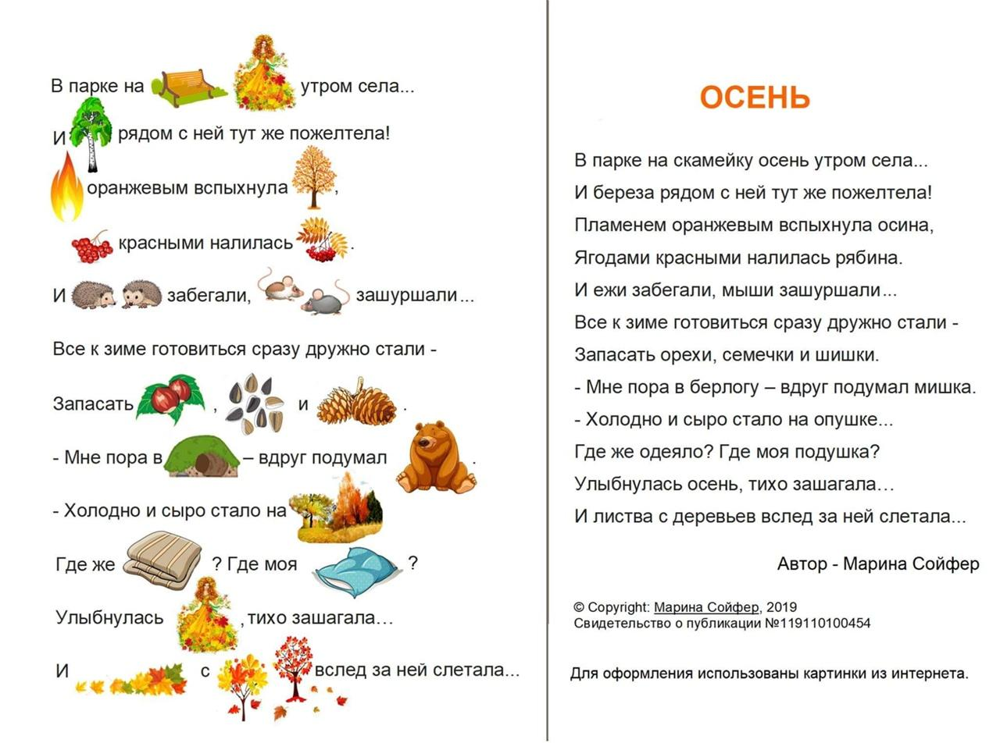 В парке на утром села...
И рядом с ней тут же пожелтела!
оранжевым вспыхнула ,
красными налилась .
И забегали, зашуршали...
Все к зиме готовиться сразу дружно стали -
Запасать , и .
- Мне пора в – вдруг подумал .
- Холодно и сыро стало на
Где же ? Где моя ?
Улыбнулась , тихо зашагала…
И с вслед за ней слетала...
ОСЕНЬ
В парке на скамейку осень утром села...
И береза рядом с ней тут же пожелтела!
Пламенем оранжевым вспыхнула осина,
Ягодами красными налилась рябина.
И ежи забегали, мыши зашуршали...
Все к зиме готовиться сразу дружно стали -
Запасать орехи, семечки и шишки.
- Мне пора в берлогу – вдруг подумал мишка.
- Холодно и сыро стало на опушке...
Где же одеяло? Где моя подушка?
Улыбнулась осень, тихо зашагала…
И листва с деревьев вслед за ней слетала...
Автор - Марина Сойфер
© Copyright: Марина Сойфер, 2019
Свидетельство о публикации №119110100454
Для оформления использованы картинки из интернета.